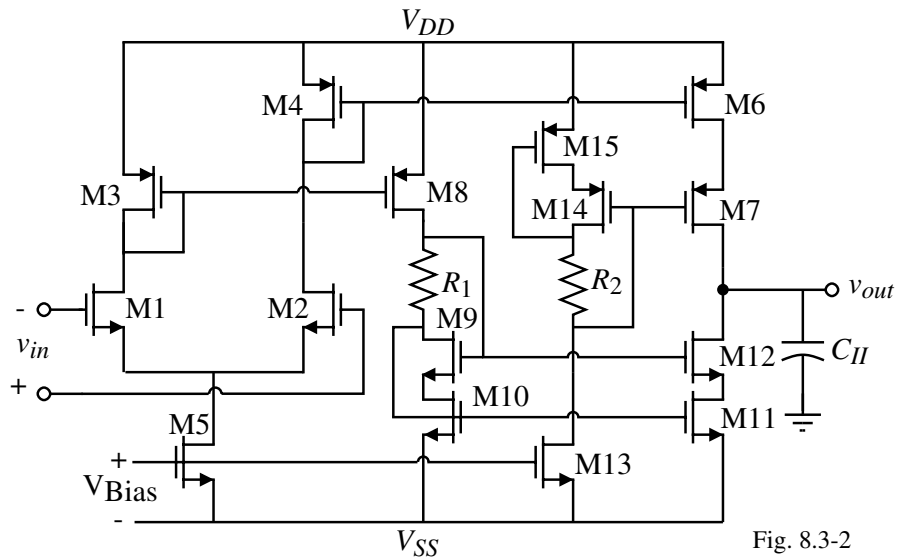 V_DD
M4
M6
M15
M3
M8
M14
M7
R_1
R_2
v_out
-
M1
M2
M9
v_in
M12
C_II
+
M10
M11
M5
+
M13
V_Bias
-
V_SS
Fig. 8.3-2